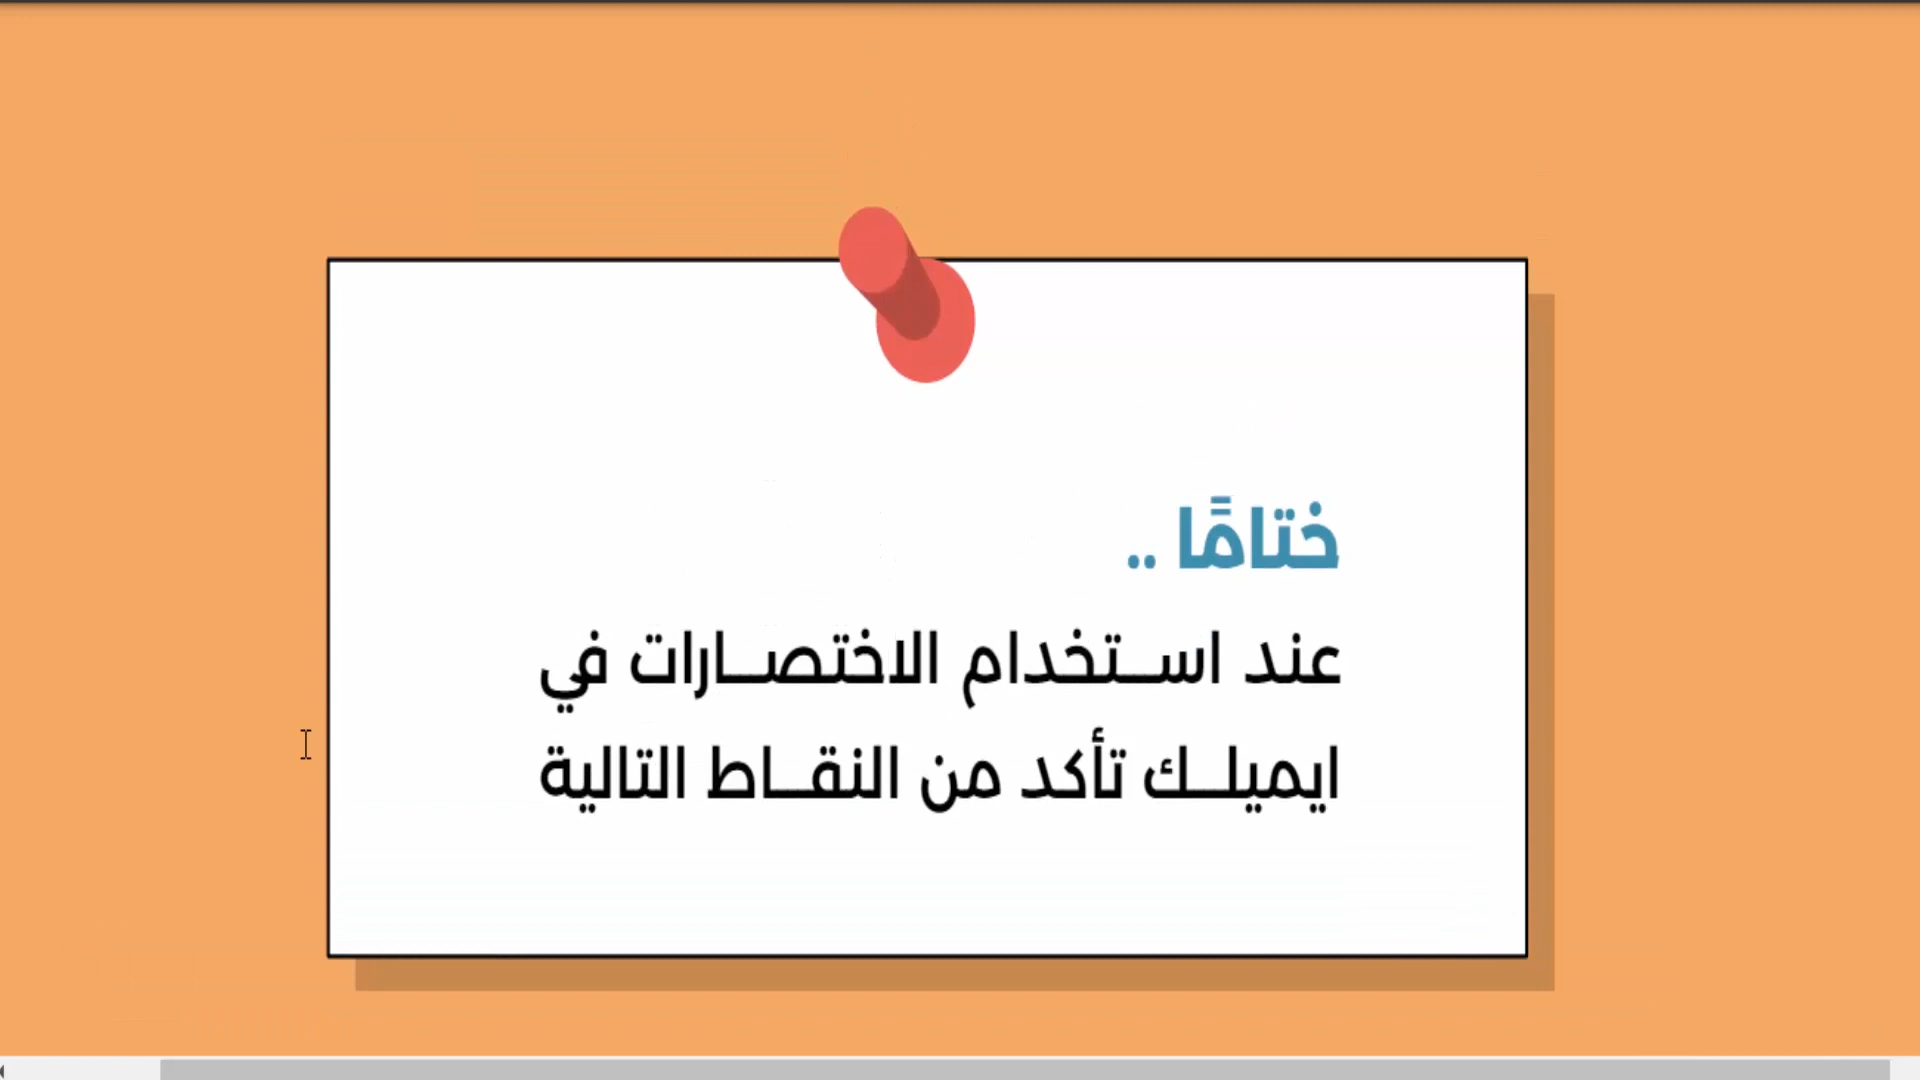 ختامًا ..
عند استخدام الاختصارات في
ايميلك تأكد من النقاط التالية